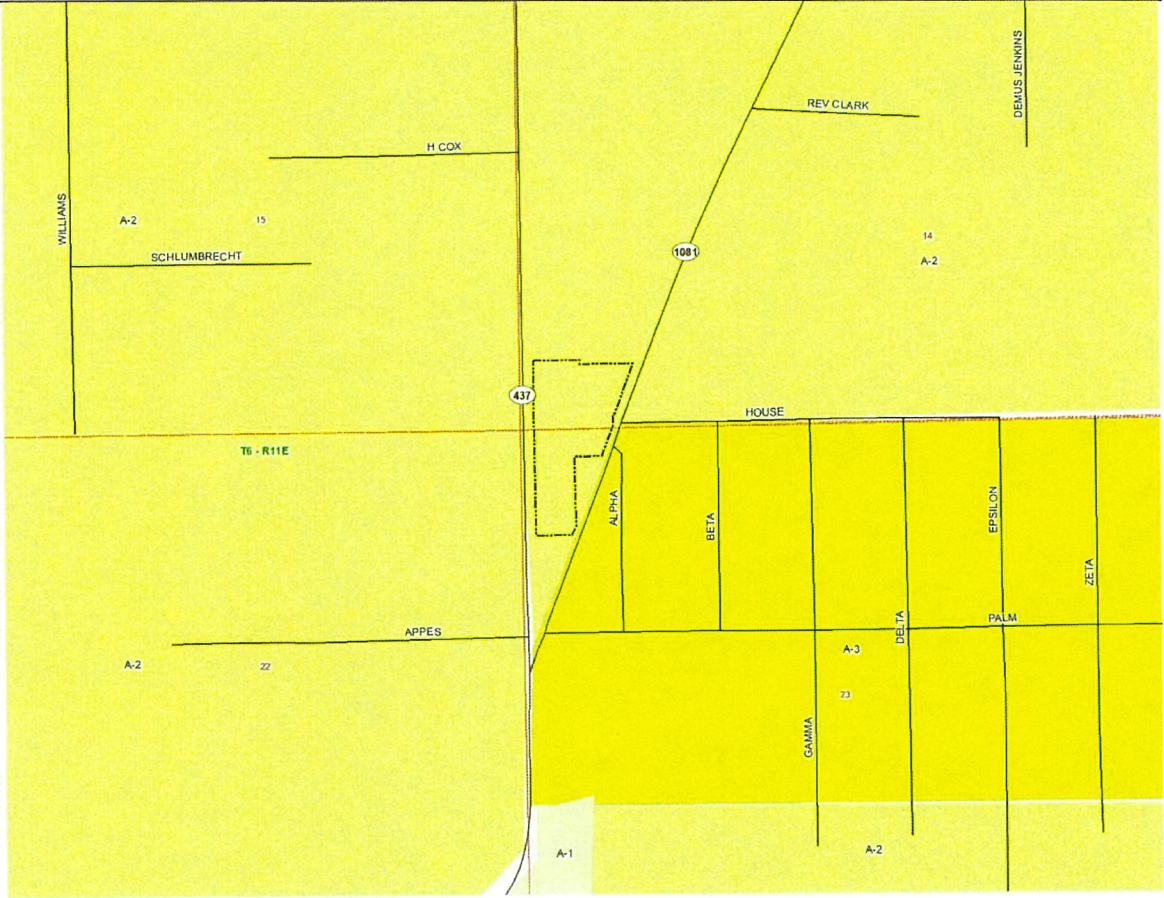 DEMUS JENKINS
REV CLARK
H COX
WILLIAMS
A-2
15
14
SCHLUMBRECHT
1081
A-2
437
HOUSE
T6 - R11E
ALPHA
BETA
EPSILON
ZETA
APPES
DELTA
PALM
A-2
22
A-3
23
GAMMA
A-1
A-2